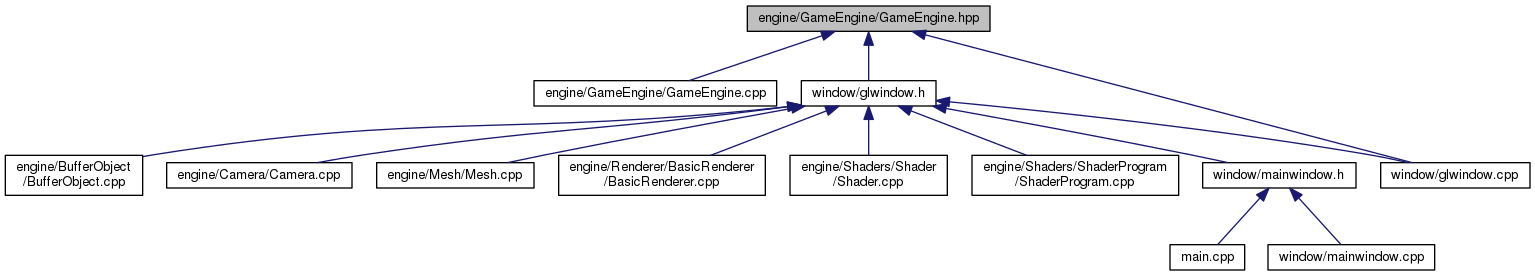 engine/GameEngine/GameEngine.hpp
engine/GameEngine/GameEngine.cpp
window/glwindow.h
engine/BufferObject
/BufferObject.cpp
engine/Camera/Camera.cpp
engine/Mesh/Mesh.cpp
engine/Renderer/BasicRenderer
/BasicRenderer.cpp
engine/Shaders/Shader
/Shader.cpp
engine/Shaders/ShaderProgram
/ShaderProgram.cpp
window/mainwindow.h
window/glwindow.cpp
main.cpp
window/mainwindow.cpp